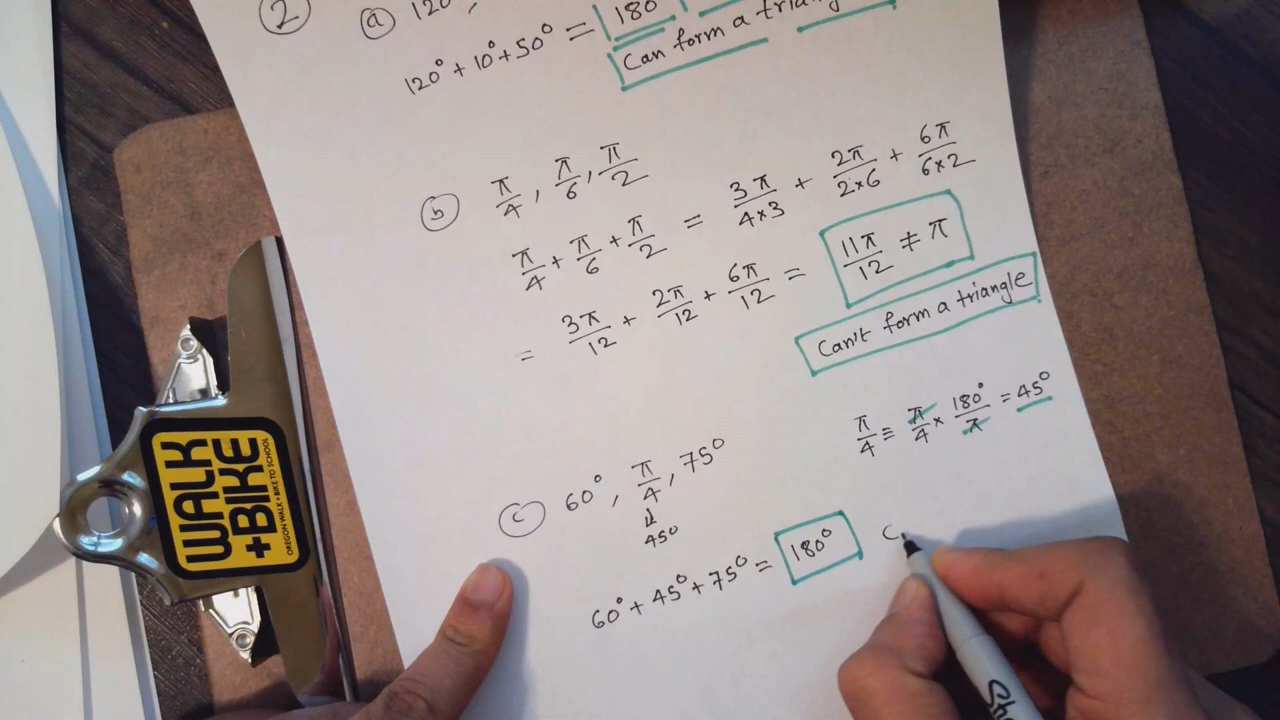 ② ⓐ 120°,
120° + 10° + 50° = 180°
Can form a triangle
ⓑ π/4, π/6, π/2
π/4 + π/6 + π/2 = 3π/4×3 + 2π/2×6 + 6π/6×2
= 3π/12 + 2π/12 + 6π/12 = 11π/12 ≠ π
Can't form a triangle
π/4 ≡ π/4 × 180°/π = 45°
ⓒ 60°, π/4, 75°
↓
450
60° + 45° + 75° = 180° C
WALK
+BIKE
OREGON WALK+BIKE TO SCHOOL